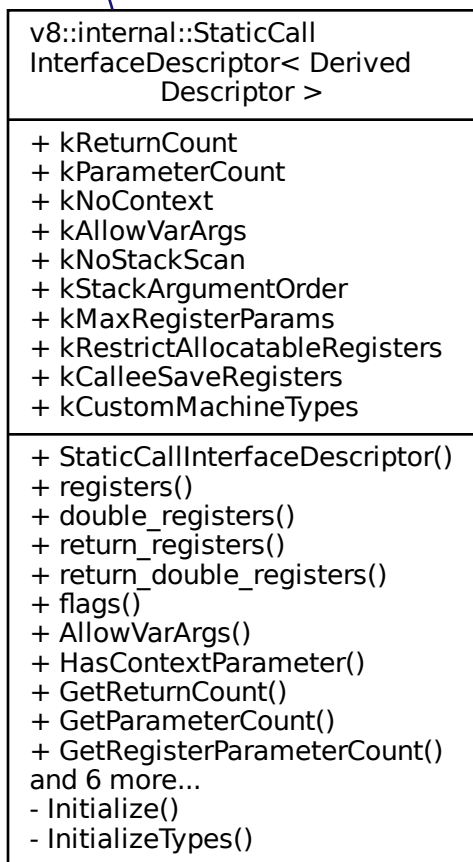 v8::internal::StaticCall
InterfaceDescriptor< Derived
Descriptor >
+ kReturnCount
+ kParameterCount
+ kNoContext
+ kAllowVarArgs
+ kNoStackScan
+ kStackArgumentOrder
+ kMaxRegisterParams
+ kRestrictAllocatableRegisters
+ kCalleeSaveRegisters
+ kCustomMachineTypes
+ StaticCallInterfaceDescriptor()
+ registers()
+ double_registers()
+ return_registers()
+ return_double_registers()
+ flags()
+ AllowVarArgs()
+ HasContextParameter()
+ GetReturnCount()
+ GetParameterCount()
+ GetRegisterParameterCount()
and 6 more...
- Initialize()
- InitializeTypes()